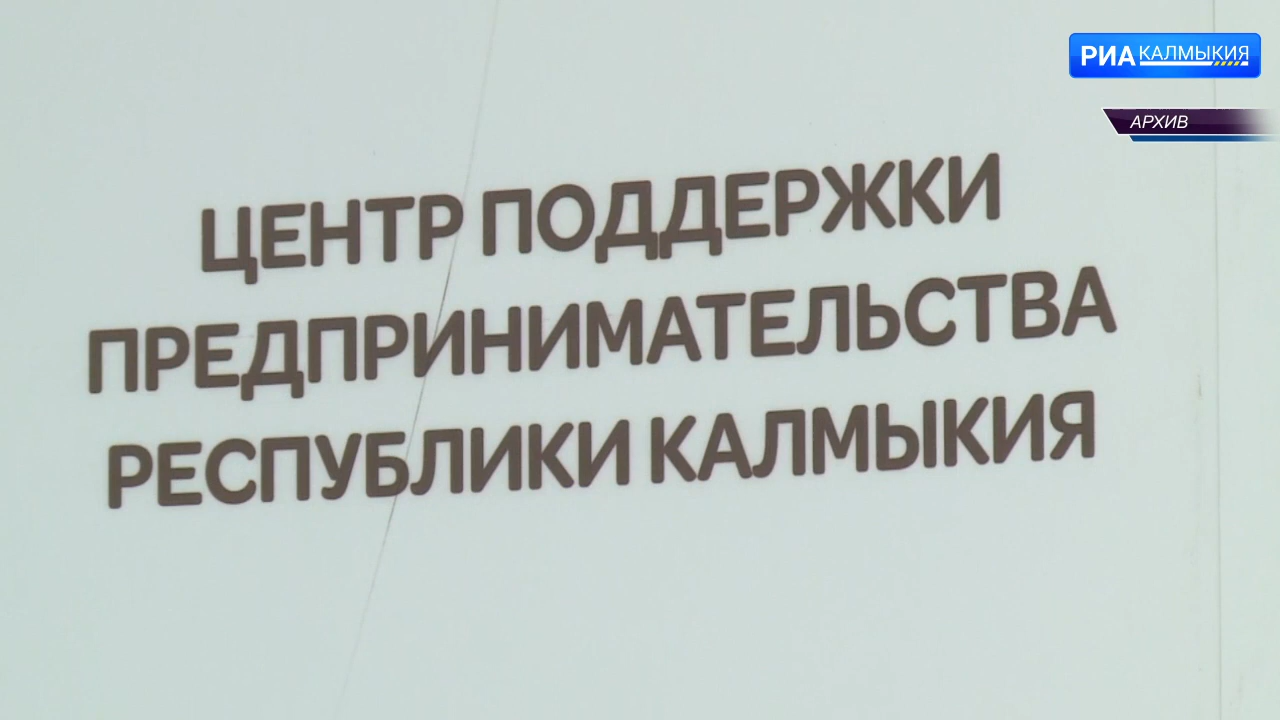 РИА КАЛМЫКИЯ
АРХИВ
ЦЕНТР ПОДДЕРЖКИ
ПРЕДПРИНИМАТЕЛЬСТВА
РЕСПУБЛИКИ КАЛМЫКИЯ